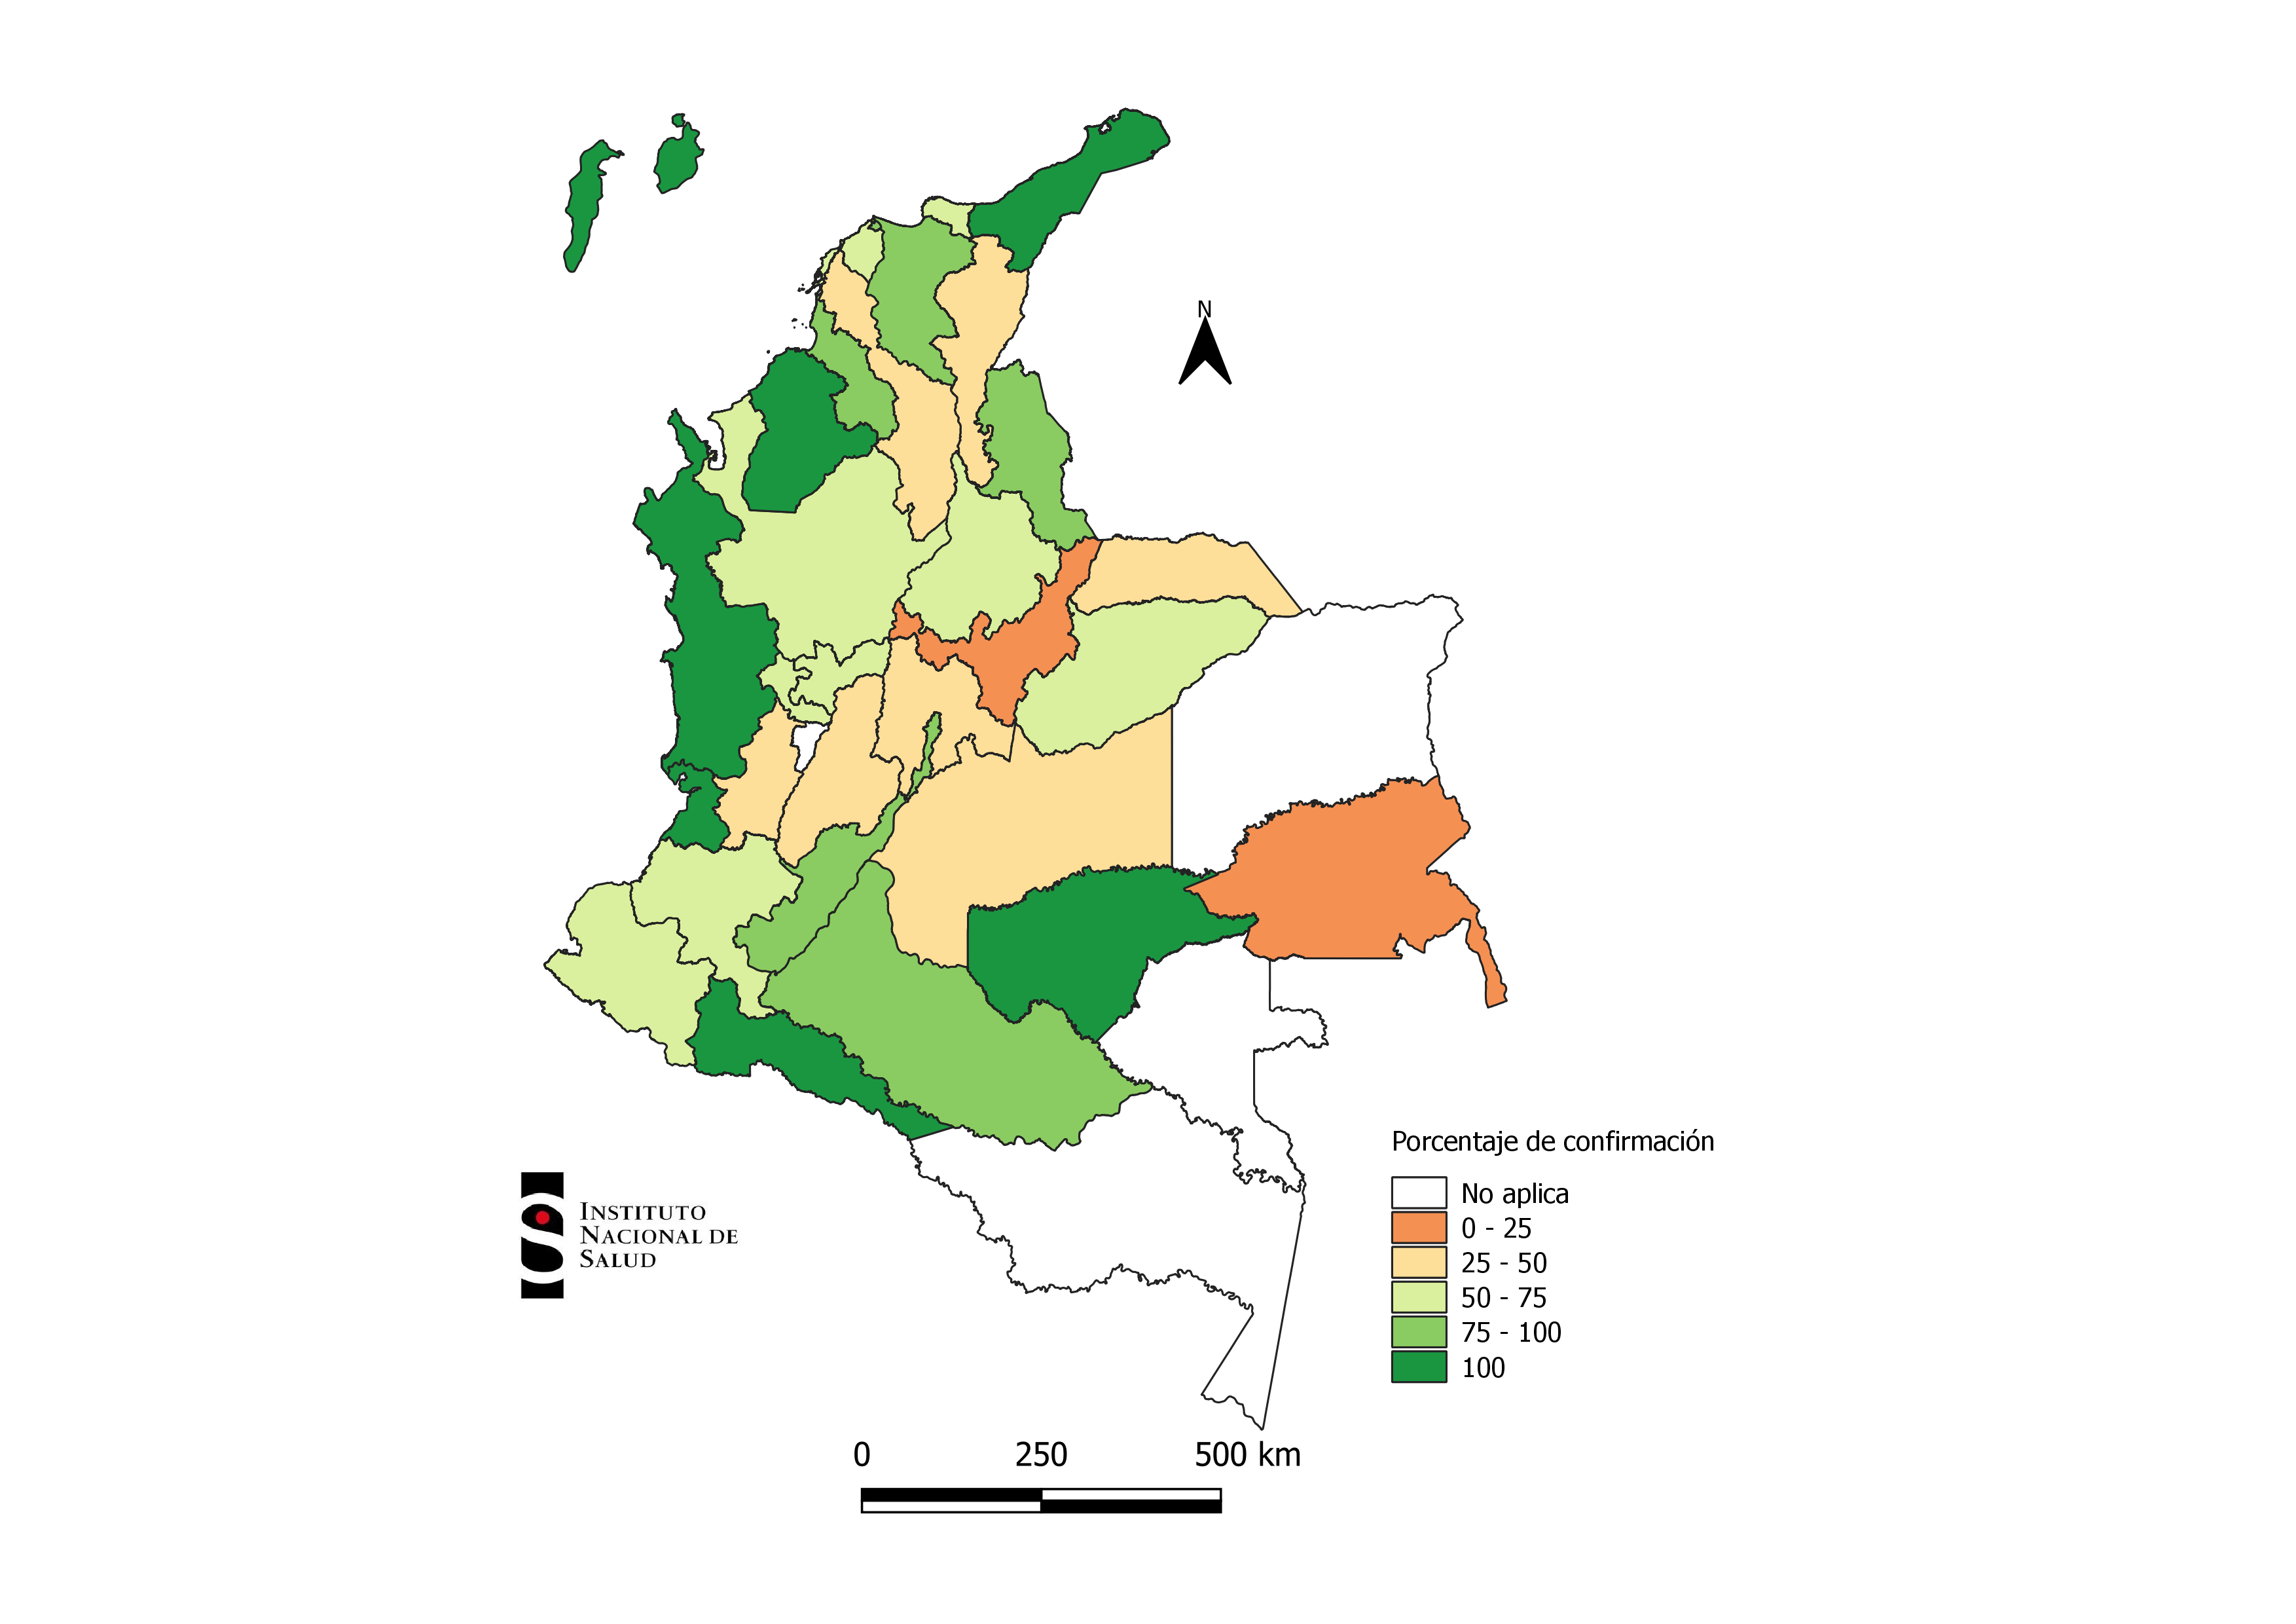 N
Porcentaje de confirmación
No aplica
0 - 25
25 - 50
50 - 75
75 - 100
100
INSTITUTO
NACIONAL DE
SALUD
0 250 500 km